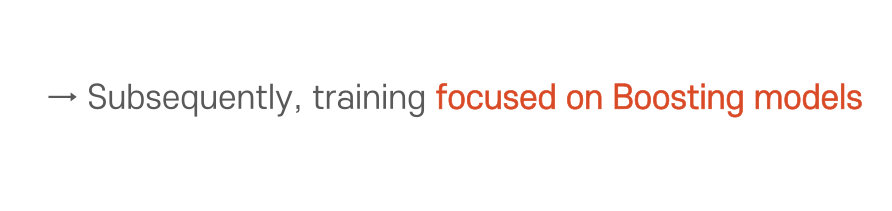 → Subsequently, training focused on Boosting models